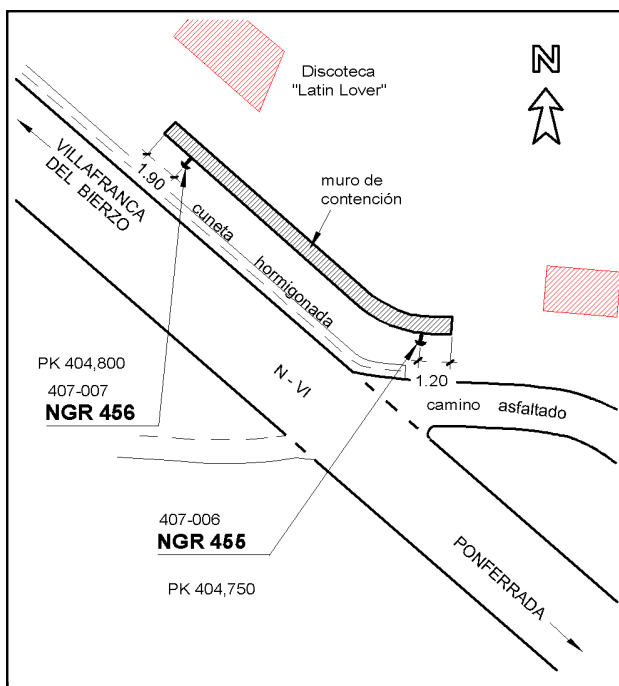 Discoteca
"Latin Lover"
N
VILLAFRANCA
DEL BIERZO
1.90
muro de
contención
cuneta hormigonada
PK 404,800
407-007
NGR 456
N - VI
1.20
camino asfaltado
407-006
NGR 455
PK 404,750
PONFERRADA